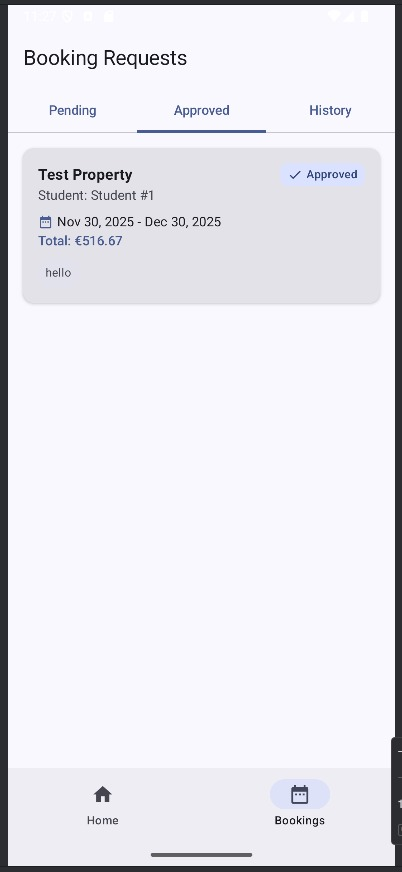 Booking Requests
Pending
Approved
History
Test Property
Approved
Student: Student #1
Nov 30, 2025 - Dec 30, 2025
Total: €516.67
hello
Home
Bookings